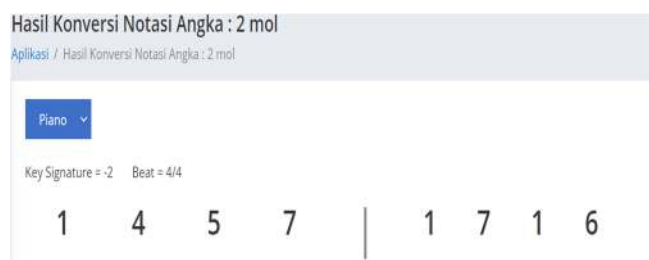 Hasil Konversi Notasi Angka : 2 mol
Aplikasi / Hasil Konversi Notasi Angka : 2 mol
Piano
Key Signature = -2 Beat = 4/4
1 4 5 7 | 1 7 1 6